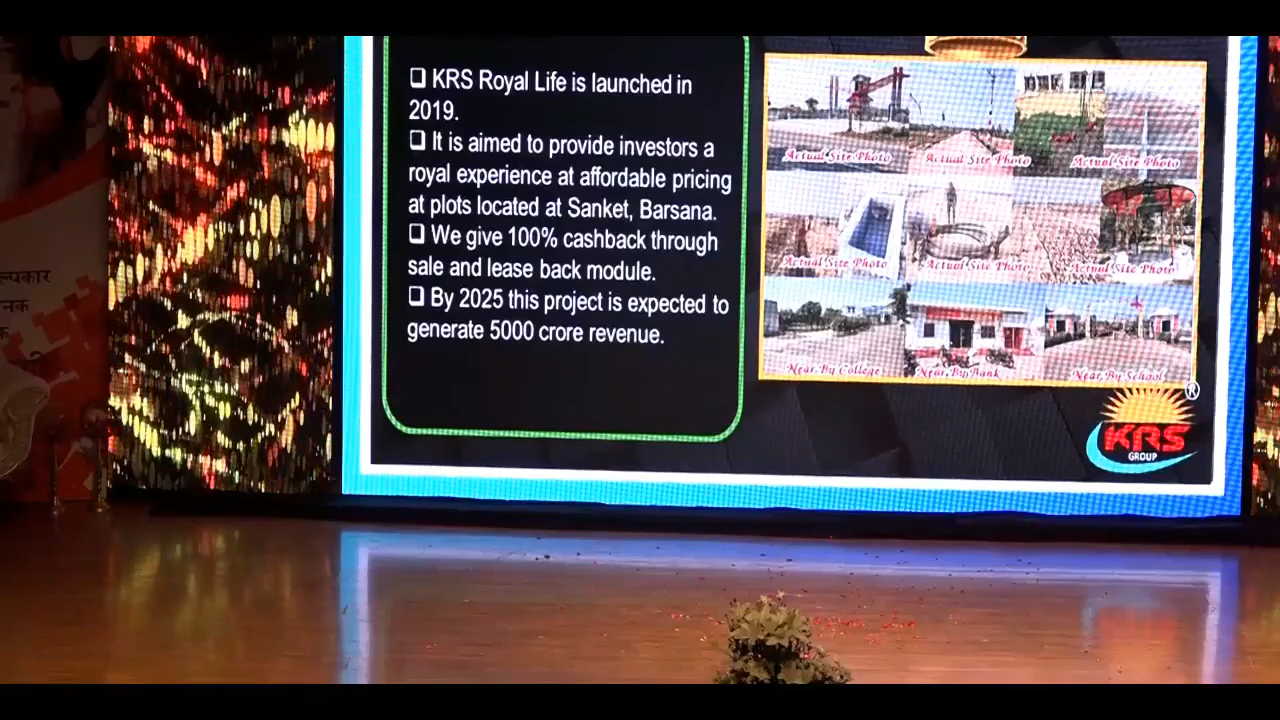 ❑ KRS Royal Life is launched in
2019.
❑ It is aimed to provide investors a
royal experience at affordable pricing
at plots located at Sanket, Barsana.
❑ We give 100% cashback through
sale and lease back module.
❑ By 2025 this project is expected to
generate 5000 crore revenue.
Actual Site Photo
Actual Site Photo
Actual Site Photo
Actual Site Photo
Actual Site Photo
Actual Site Photo
Near By College
Near By Bank
Near By School
®
KRS
GROUP
ल्पकार
नक
क